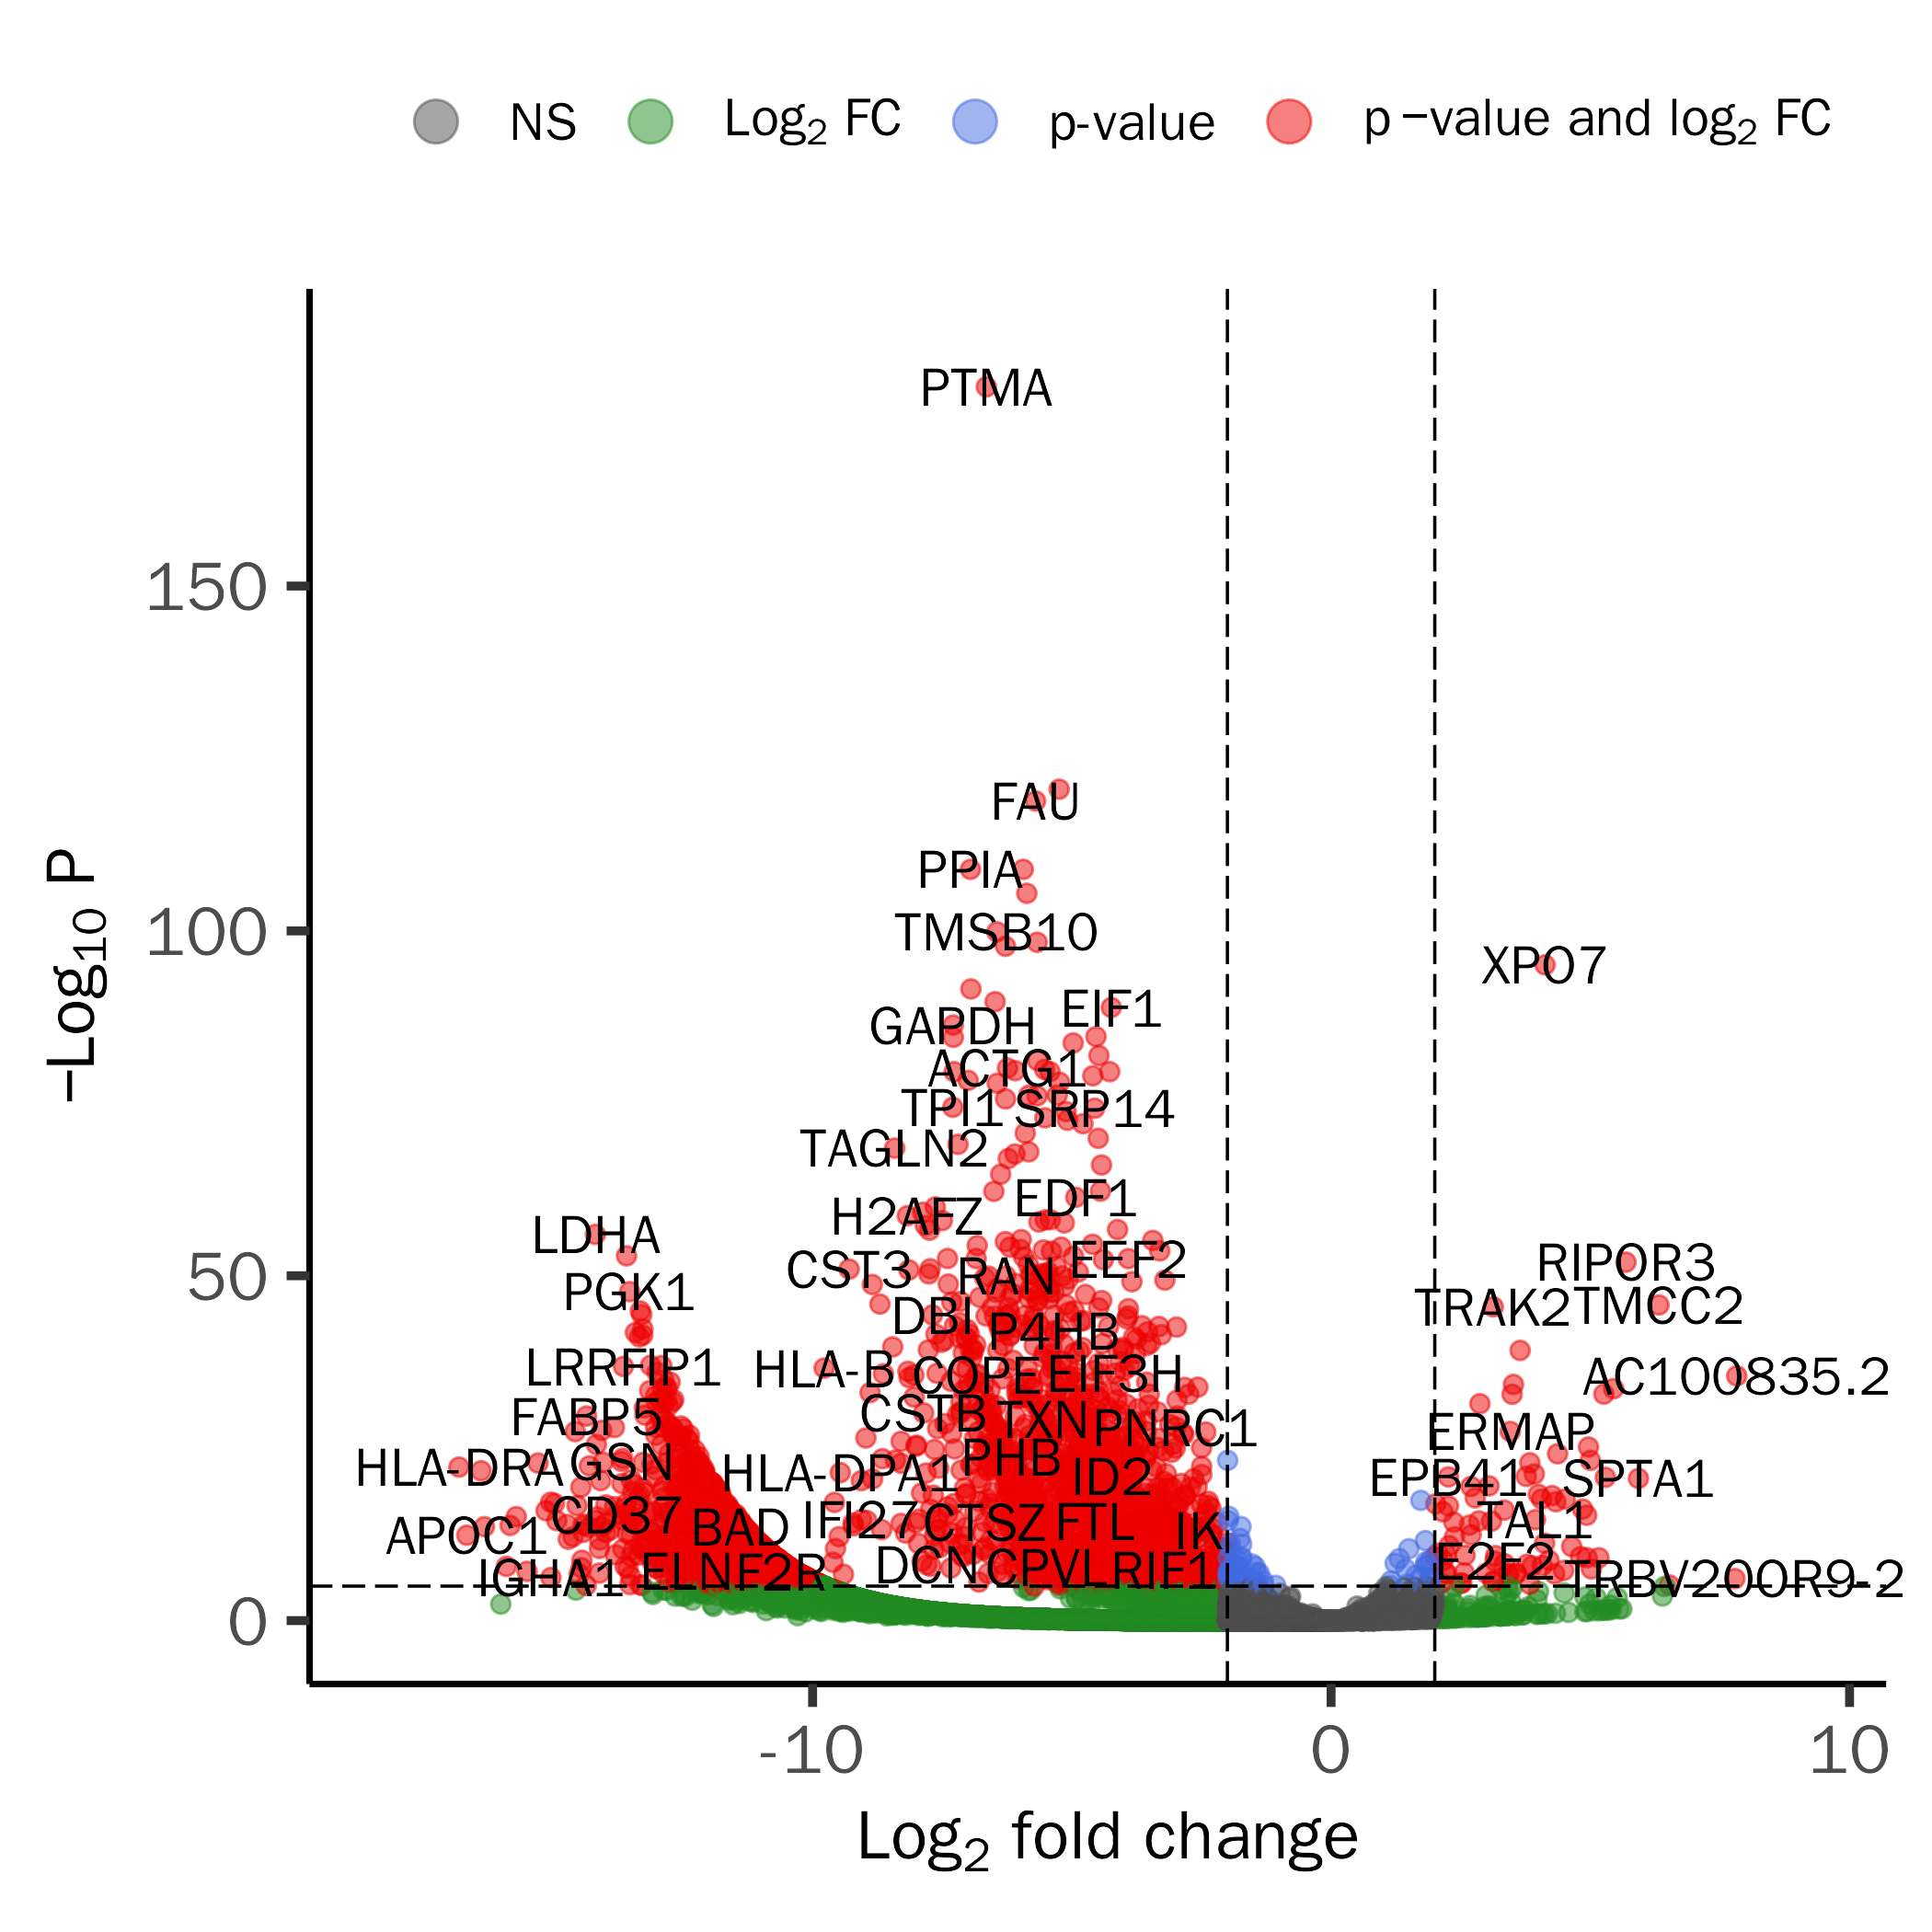 NS Log2 FC p-value p −value and log2 FC
PTMA
150
FAU
PPIA
−Log10 P
100
TMSB10
XPO7
EIF1
GAPDH
ACTG1
TPI1 SRP14
TAGLN2
EDF1
H2AFZ
LDHA
EEF2
RIPOR3
CST3
50
RAN
PGK1
TRAK2 TMCC2
DBI
P4HB
LRRFIP1 HLA-B COPE EIF3H AC100835.2
FABP5 CSTB TXN PNRC1 ERMAP
PHB
HLA-DRA GSN HLA-DPA1 ID2 EPB41 SPTA1
CD37 BAD IFI27 CTSZ FTL IK TAL1
APOC1
DCN CPVL RIF1 E2F2
IGHA1 NF2R TRBV20OR9-2
0
-10 0 10
Log2 fold change